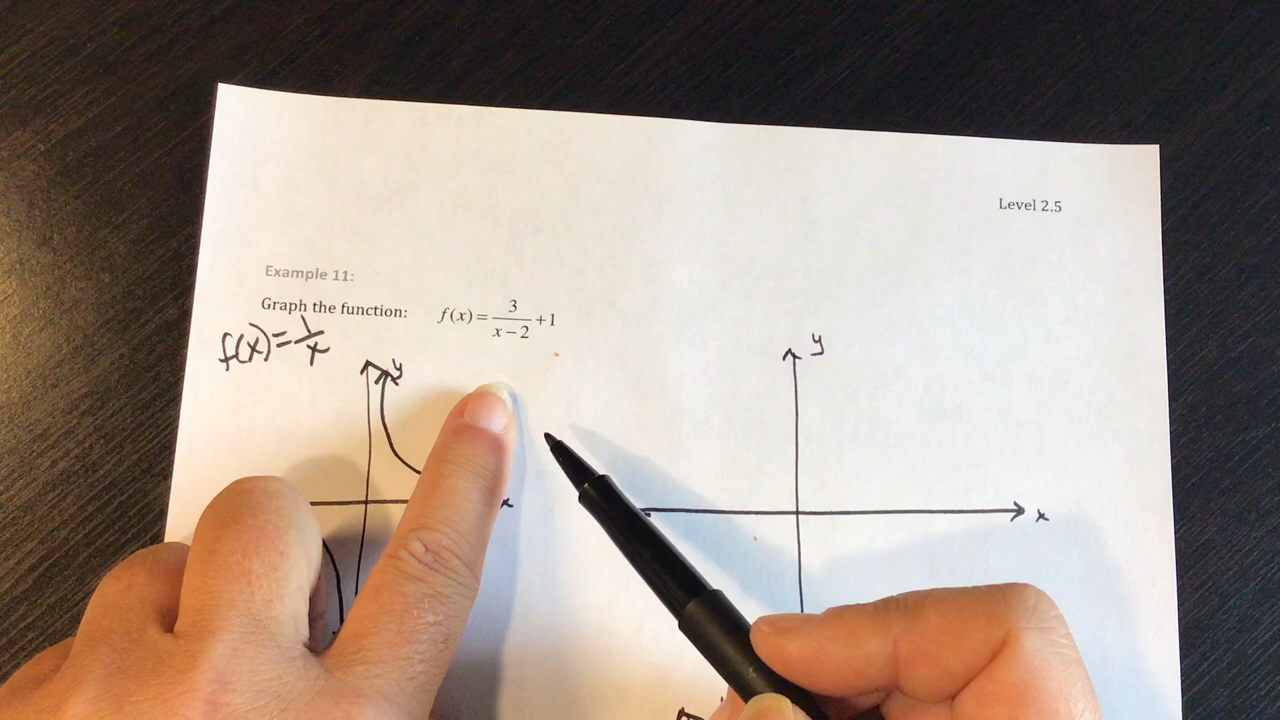 Level 2.5
Example 11:
Graph the function: f(x)=3/(x−2)+1
f(x)=1/x
y
x
y
x